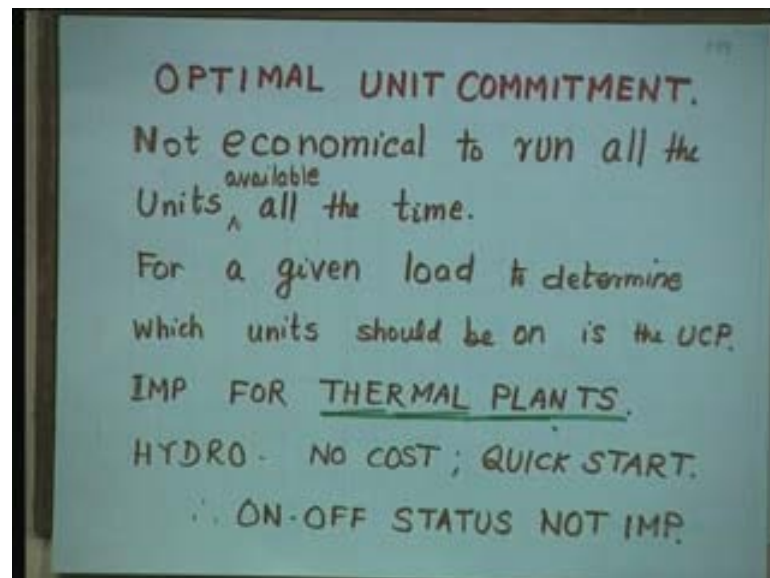 OPTIMAL UNIT COMMITMENT.
Not economical to run all the
Units ^ available all the time.
For a given load to determine
which units should be on is the UCP.
IMP FOR THERMAL PLANTS.
HYDRO. NO COST ; QUICK START.
∴ ON-OFF STATUS NOT IMP.